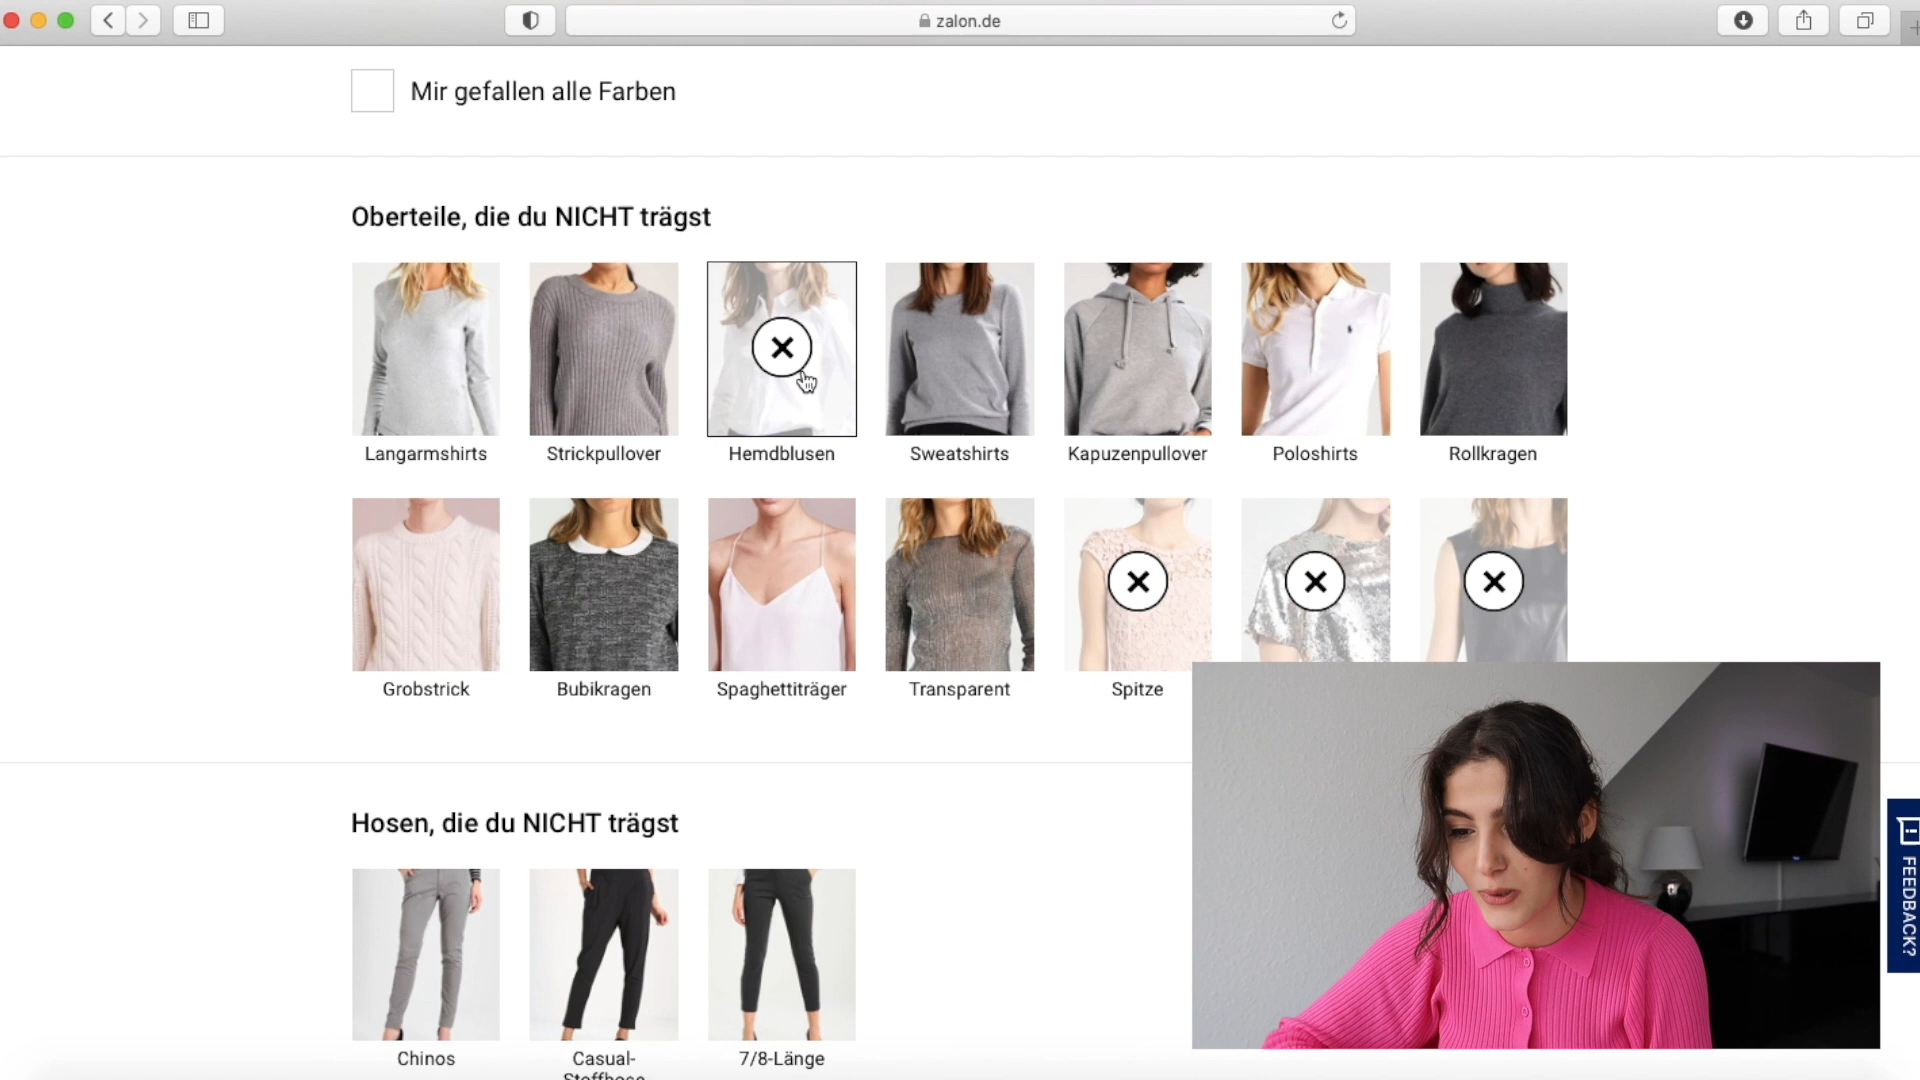 zalon.de
Mir gefallen alle Farben
Oberteile, die du NICHT trägst
Langarmshirts
Strickpullover
Hemdblusen
Sweatshirts
Kapuzenpullover
Poloshirts
Rollkragen
Grobstrick
Bubikragen
Spaghettiträger
Transparent
Spitze
Hosen, die du NICHT trägst
Chinos
Casual-
Stoffhose
7/8-Länge
FEEDBACK?